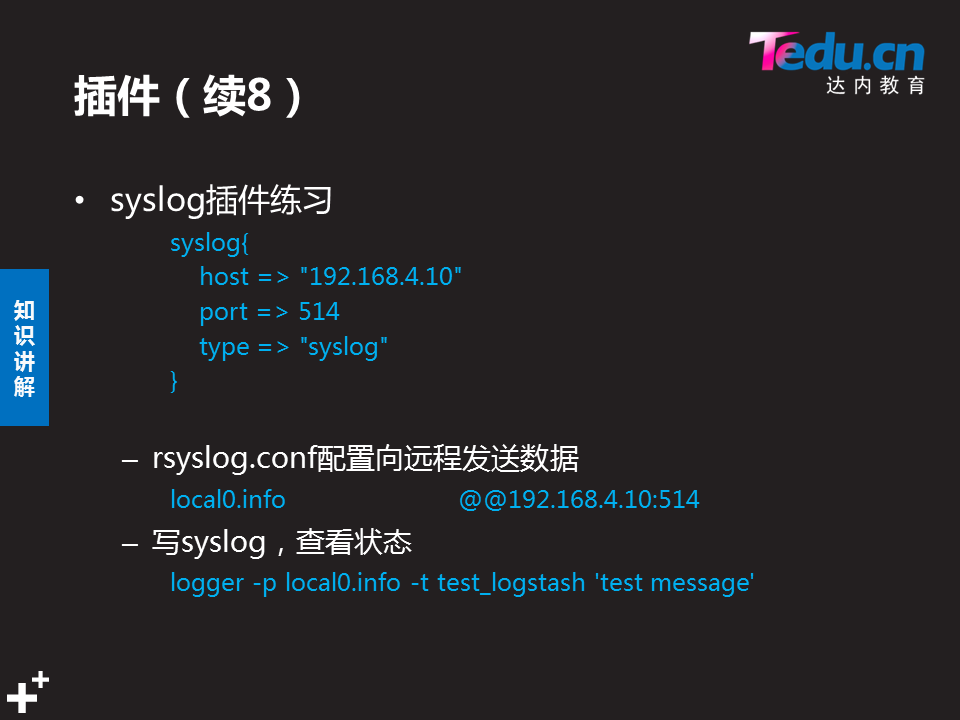 Tedu.cn
达内教育
插件（续8）
• syslog插件练习
syslog{
host => "192.168.4.10"
port => 514
type => "syslog"
}
知识讲解
– rsyslog.conf配置向远程发送数据
local0.info @@192.168.4.10:514
– 写syslog，查看状态
logger -p local0.info -t test_logstash 'test message'